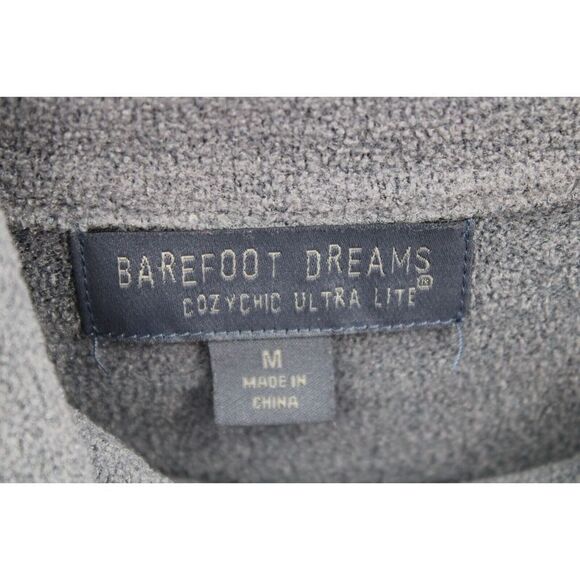 BAREFOOT DREAMS
COZYCHIC ULTRA LITE®
M
MADE IN
CHINA